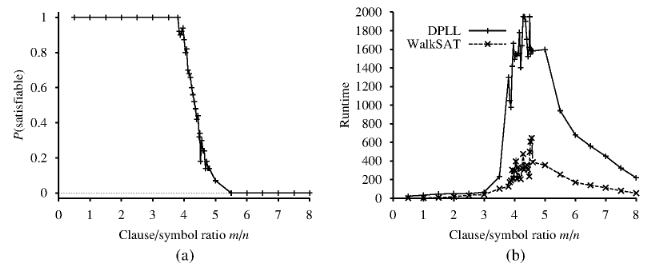 1
0.8
0.6
0.4
0.2
0
P(satisfiable)
0 1 2 3 4 5 6 7 8
Clause/symbol ratio m/n
(a)
2000
1800
1600
1400
1200
1000
800
600
400
200
0
Runtime
DPLL
WalkSAT
0 1 2 3 4 5 6 7 8
Clause/symbol ratio m/n
(b)